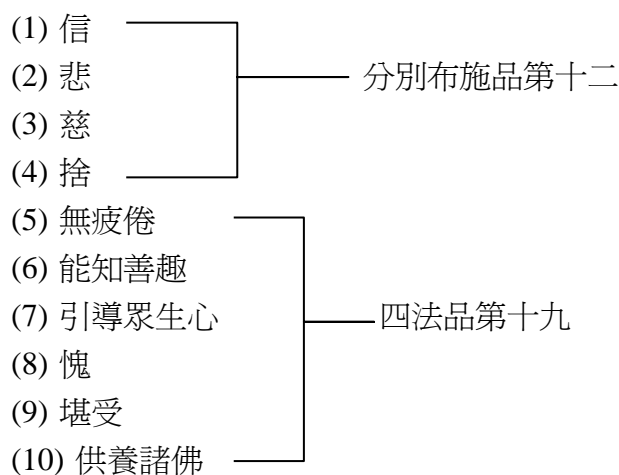 (1) 信
(2) 悲 分別布施品第十二
(3) 慈
(4) 捨
(5) 無疲倦
(6) 能知善趣
(7) 引導眾生心 四法品第十九
(8) 愧
(9) 堪受
(10) 供養諸佛